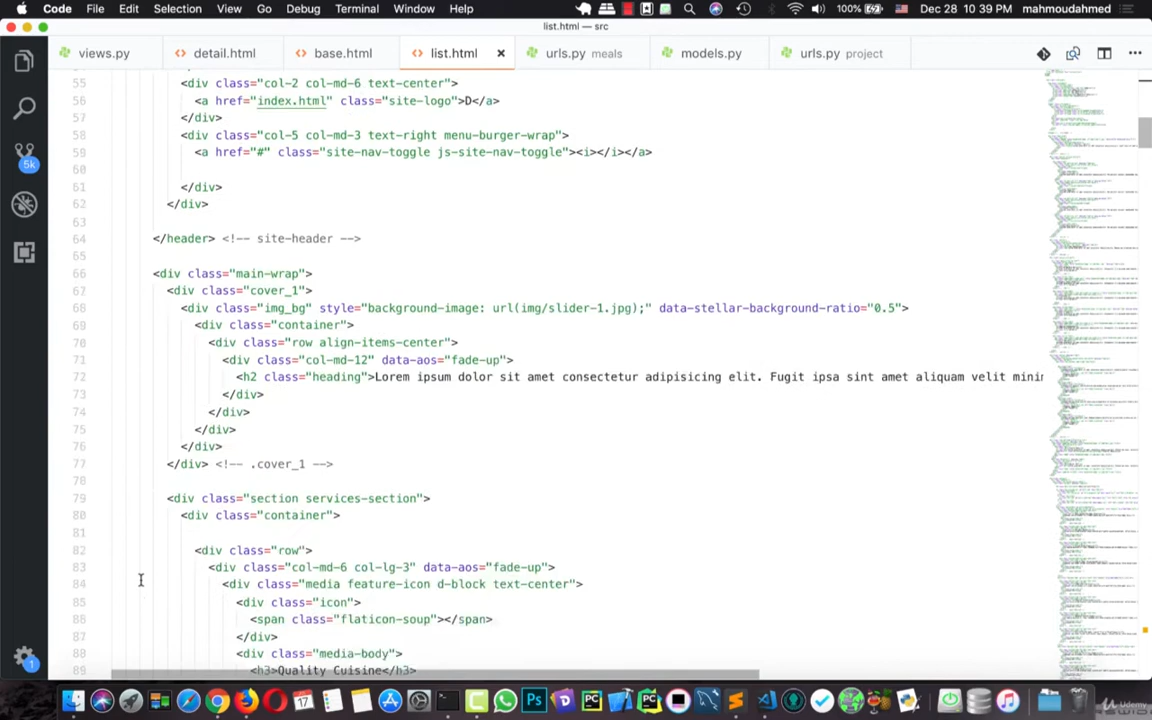 Code File Edit Selection View Go Debug Terminal Window Help 100% Dec 28 10:39 PM mahmoudahmed
list.html — src
views.py detail.html base.html list.html urls.py meals models.py urls.py project
55 <div class="col-2 col-md-6 text-center">
56 <a href="index.html" class="site-logo">D</a>
57 </div>
58 <div class="col-5 col-md-3 text-right menu-burger-wrap">
59 <a href="#" class="site-nav-toggle js-site-nav-toggle"><i></i></a>
60
61 </div>
62 </div>
63
64 </header> <!-- site-header -->
65
66 <div class="main-wrap">
67 <div class="cover_1">
68 <div class="img_bg" style="background-image: url(img/slider-1.jpg);" data-stellar-background-ratio="0.5">
69 <div class="container">
70 <div class="row align-items-center">
71 <div class="col-md-12" data-aos="fade-up">
72 <h2 class="heading">Lorem ipsum dolor sit amet consectetur adipisicing elit. Fugit ipsa sint amet aliquam velit minim
73 </div>
74 </div>
75 </div>
76 </div>
77 </div> <!-- .cover_1 -->
78
79 <div class="section services-section">
80 <div class="container">
81
82 <div class="row">
83 <div class="col-md-6 col-lg-3" data-aos="fade-up">
84 <div class="media feature-icon d-block text-center">
85 <div class="icon">
86 <span class="flaticon-soup"></span>
87 </div>
88 <div class="media-body">
89 <h3>Quality Cuisine</h3>
5k
1
17
Udemy